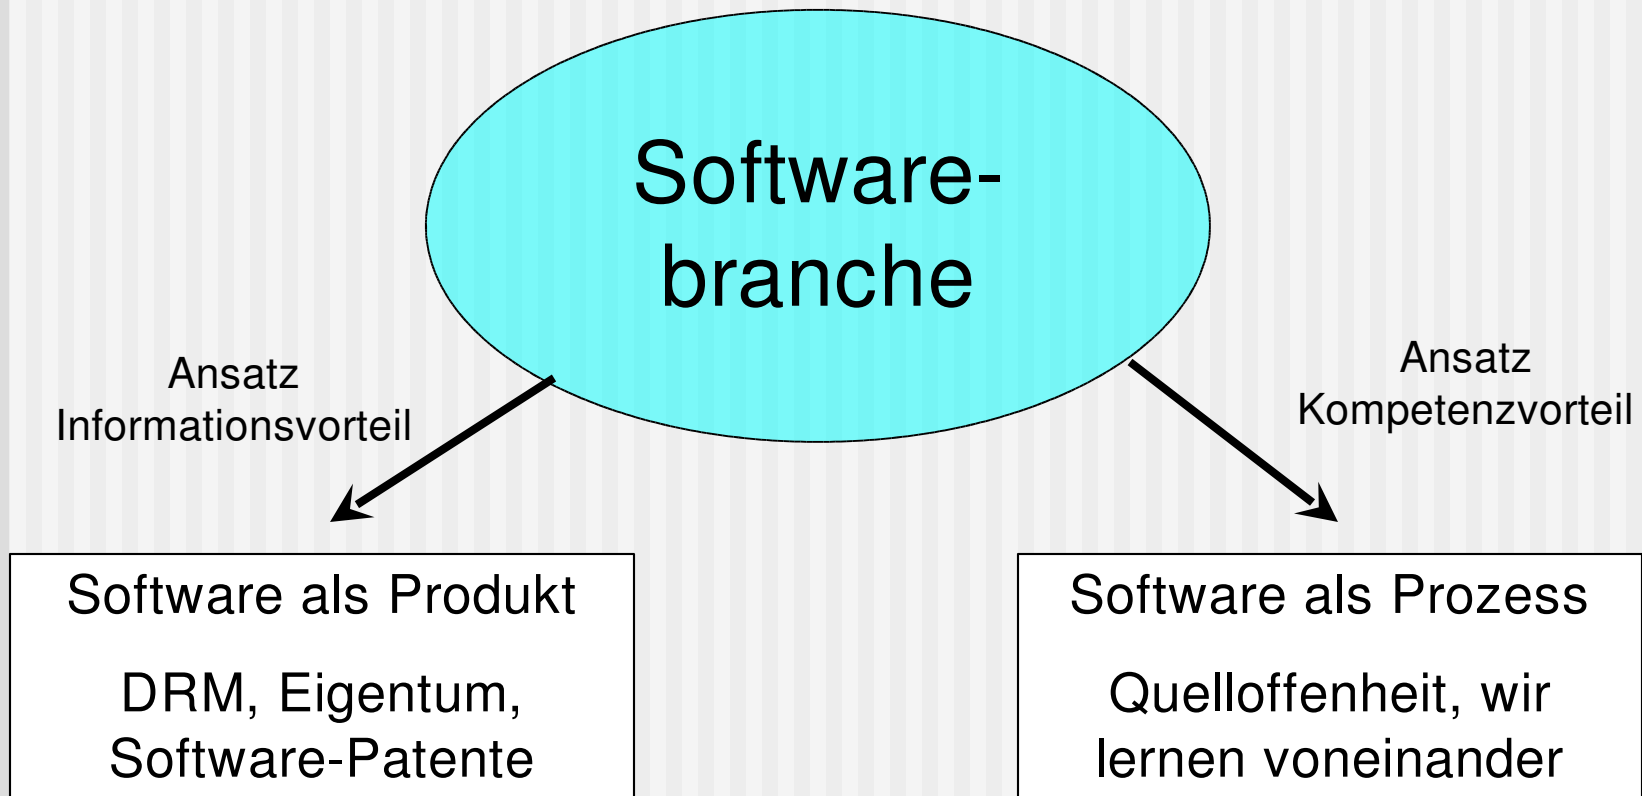 Software-
branche
Ansatz
Informationsvorteil
Ansatz
Kompetenzvorteil
Software als Produkt
DRM, Eigentum,
Software-Patente
Software als Prozess
Quelloffenheit, wir
lernen voneinander